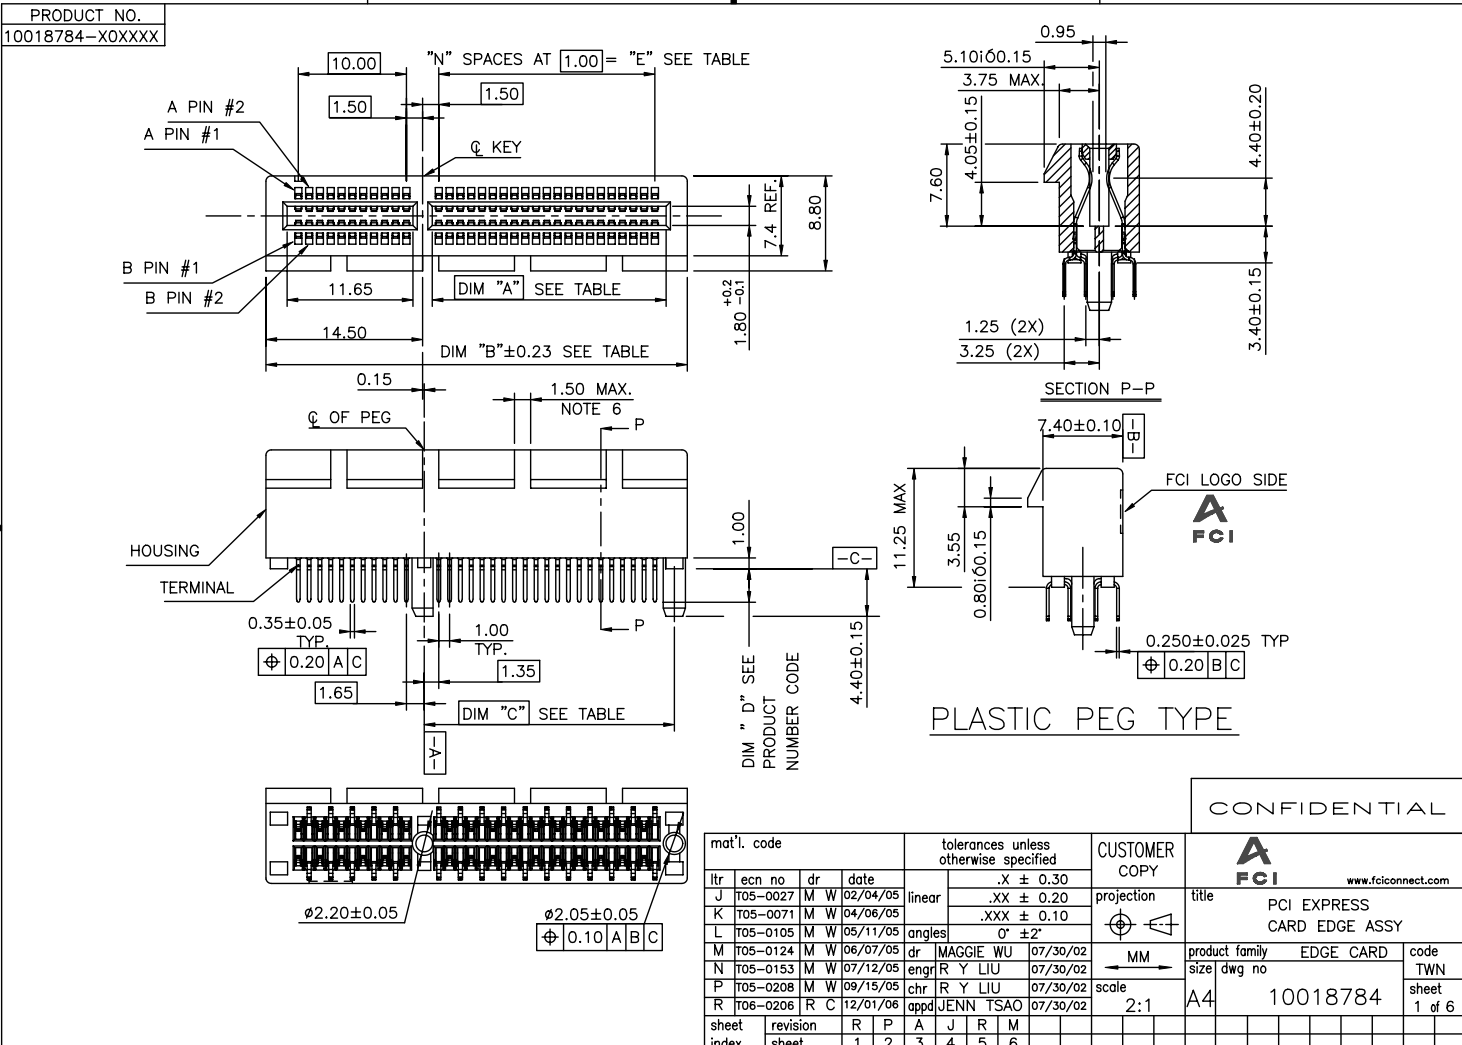 PRODUCT NO.
10018784-X0XXXX
10.00
"N" SPACES AT 1.00 = "E" SEE TABLE
1.50
1.50
A PIN #2
A PIN #1
℄ KEY
7.4 REF.
8.80
B PIN #1
B PIN #2
11.65
DIM "A" SEE TABLE
1.80 +0.2 -0.1
14.50
DIM "B"±0.23 SEE TABLE
0.95
5.10ïó0.15
3.75 MAX.
4.05±0.15
7.60
4.40±0.20
3.40±0.15
1.25 (2X)
3.25 (2X)
SECTION P-P
0.15
1.50 MAX.
NOTE 6
℄ OF PEG
P
HOUSING
TERMINAL
1.00
-C-
0.35±0.05
TYP.
⌖ 0.20 A C
1.00
TYP.
P
1.35
1.65
DIM "C" SEE TABLE
-A-
DIM " D" SEE
PRODUCT
NUMBER CODE
4.40±0.15
7.40±0.10
-B-
FCI LOGO SIDE
FCI
11.25 MAX
3.55
0.80ïó0.15
0.250±0.025 TYP
⌖ 0.20 B C
PLASTIC PEG TYPE
ø2.20±0.05
ø2.05±0.05
⌖ 0.10 A B C
CONFIDENTIAL
mat'l. code
tolerances unless
otherwise specified
CUSTOMER
COPY
FCI
www.fciconnect.com
ltr ecn no dr date
J T05-0027 M W 02/04/05
K T05-0071 M W 04/06/05
L T05-0105 M W 05/11/05
M T05-0124 M W 06/07/05
N T05-0153 M W 07/12/05
P T05-0208 M W 09/15/05
R T06-0206 R C 12/01/06
linear
.X ± 0.30
.XX ± 0.20
.XXX ± 0.10
angles 0° ±2°
dr MAGGIE WU 07/30/02
engr R Y LIU 07/30/02
chr R Y LIU 07/30/02
appd JENN TSAO 07/30/02
projection
MM
scale
2:1
title
PCI EXPRESS
CARD EDGE ASSY
product family EDGE CARD
code
TWN
size dwg no
A4 10018784
sheet
1 of 6
sheet revision R P A J R M
index sheet 1 2 3 4 5 6